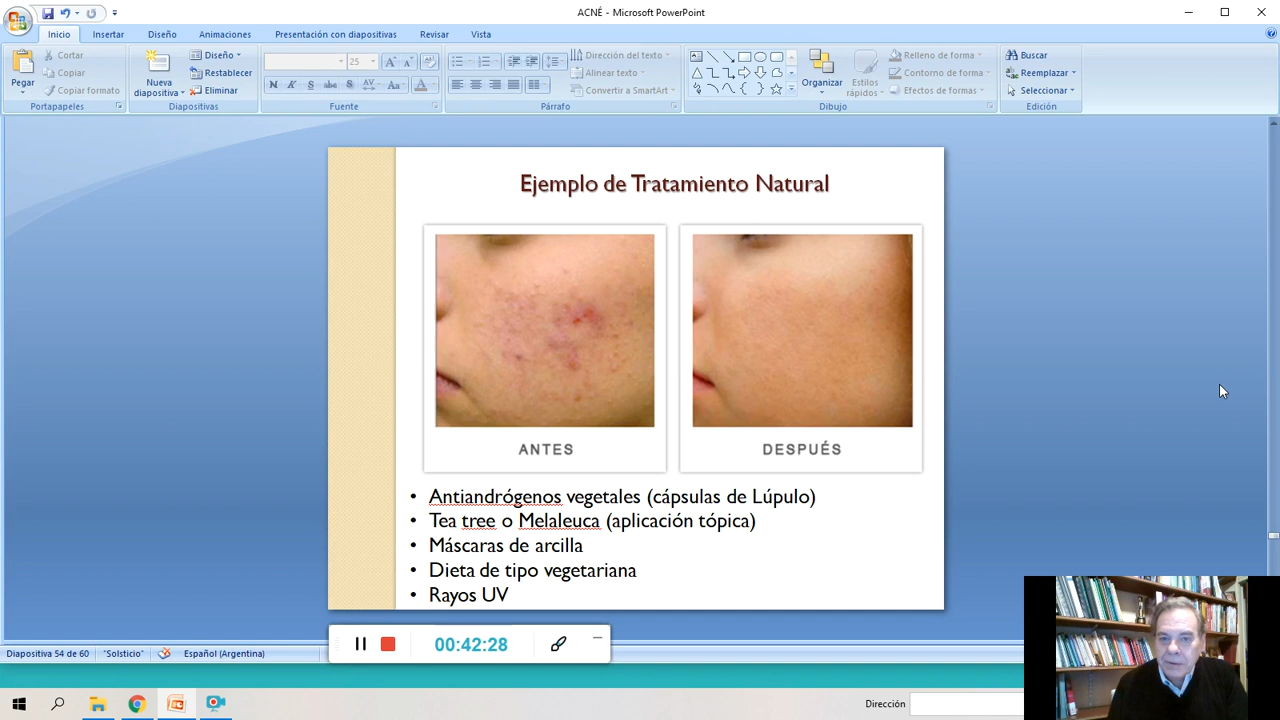 ACNÉ - Microsoft PowerPoint
Inicio Insertar Diseño Animaciones Presentación con diapositivas Revisar Vista
Pegar
Cortar
Copiar
Copiar formato
Portapapeles
Nueva diapositiva
Diseño
Restablecer
Eliminar
Diapositivas
25
N K S abc AV Aa A
Fuente
Dirección del texto
Alinear texto
Convertir a SmartArt
Párrafo
Organizar
Estilos rápidos
Relleno de forma
Contorno de forma
Efectos de formas
Dibujo
Buscar
Reemplazar
Seleccionar
Edición
Ejemplo de Tratamiento Natural
ANTES DESPUÉS
• Antiandrógenos vegetales (cápsulas de Lúpulo)
• Tea tree o Melaleuca (aplicación tópica)
• Máscaras de arcilla
• Dieta de tipo vegetariana
• Rayos UV
00:42:28
Diapositiva 54 de 60 "Solsticio" Español (Argentina)
Dirección